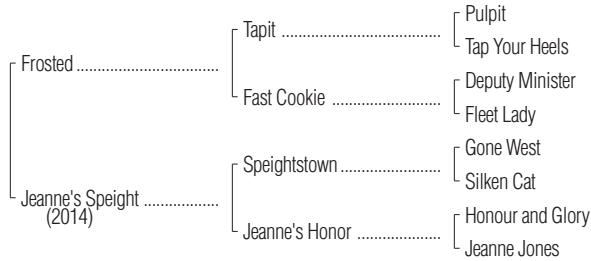 Pulpit
Tapit ........................................
Tap Your Heels
Frosted ....................................
Deputy Minister
Fast Cookie ...........................
Fleet Lady
Gone West
Speightstown .........................
Silken Cat
Jeanne's Speight ...................
(2014)
Honour and Glory
Jeanne's Honor .....................
Jeanne Jones